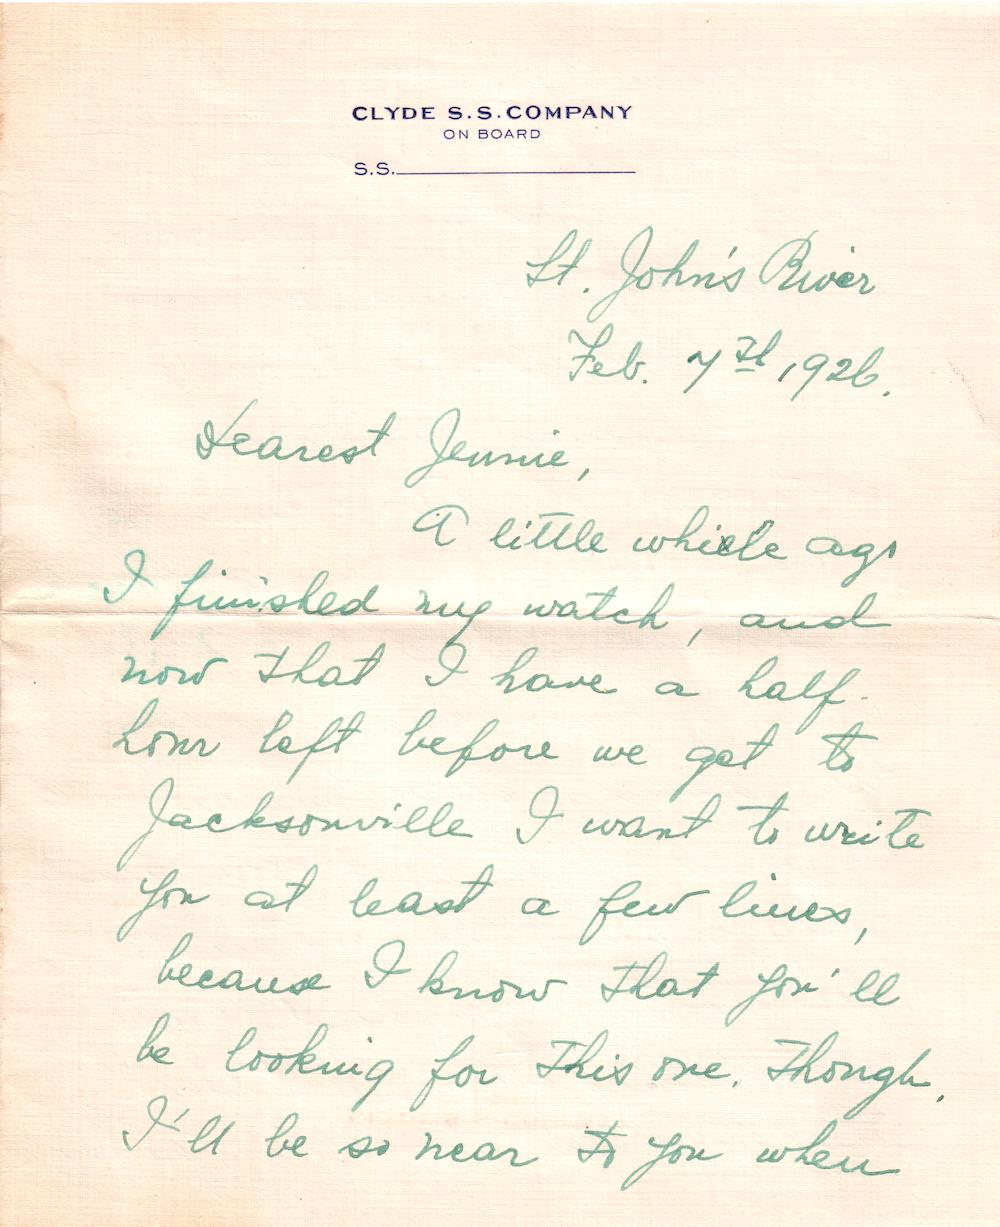 CLYDE S.S. COMPANY
ON BOARD
S.S.
St. John's River
Feb. 7th, 1926.
Dearest Jennie,
A little while ago
I finished my watch, and
now that I have a half-
hour left before we get to
Jacksonville I want to write
you at least a few lines,
because I know that you'll
be looking for this one, though,
I'll be so near to you when